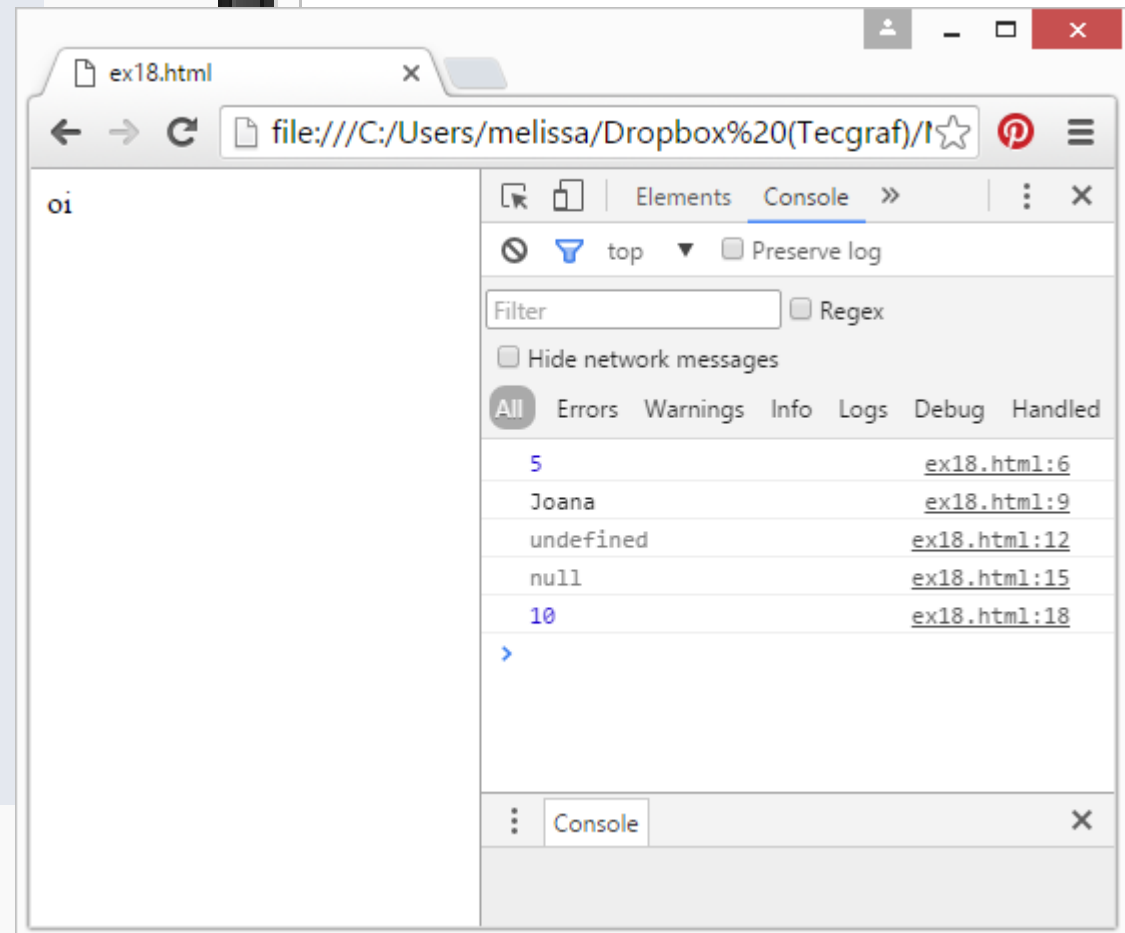 ex18.html
file:///C:/Users/melissa/Dropbox%20(Tecgraf)/
oi
Elements Console »
top ▼ Preserve log
Filter Regex
Hide network messages
All Errors Warnings Info Logs Debug Handled
5 ex18.html:6
Joana ex18.html:9
undefined ex18.html:12
null ex18.html:15
10 ex18.html:18
>
Console